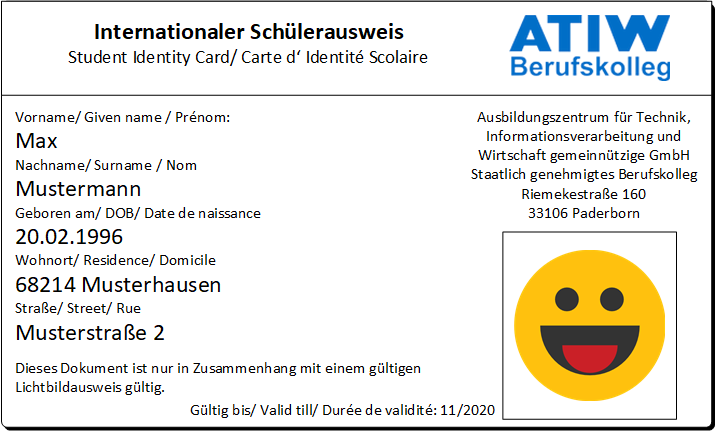 Internationaler Schülerausweis
Student Identity Card/ Carte d‘ Identité Scolaire
ATIW
Berufskolleg
Vorname/ Given name / Prénom:
Max
Nachname/ Surname / Nom
Mustermann
Geboren am/ DOB/ Date de naissance
20.02.1996
Wohnort/ Residence/ Domicile
68214 Musterhausen
Straße/ Street/ Rue
Musterstraße 2
Dieses Dokument ist nur in Zusammenhang mit einem gültigen
Lichtbildausweis gültig.
Gültig bis/ Valid till/ Durée de validité: 11/2020
Ausbildungszentrum für Technik,
Informationsverarbeitung und
Wirtschaft gemeinnützige GmbH
Staatlich genehmigtes Berufskolleg
Riemekestraße 160
33106 Paderborn